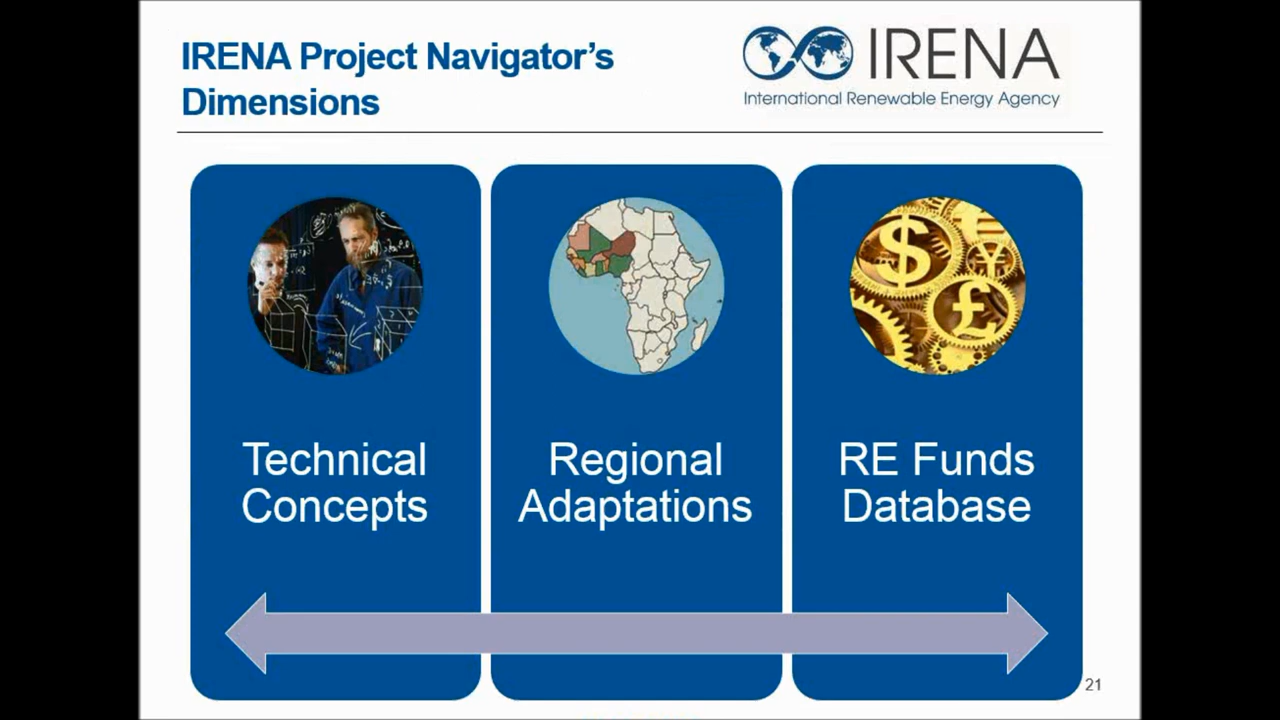 IRENA Project Navigator's
Dimensions
IRENA
International Renewable Energy Agency
Technical
Concepts
Regional
Adaptations
RE Funds
Database
21